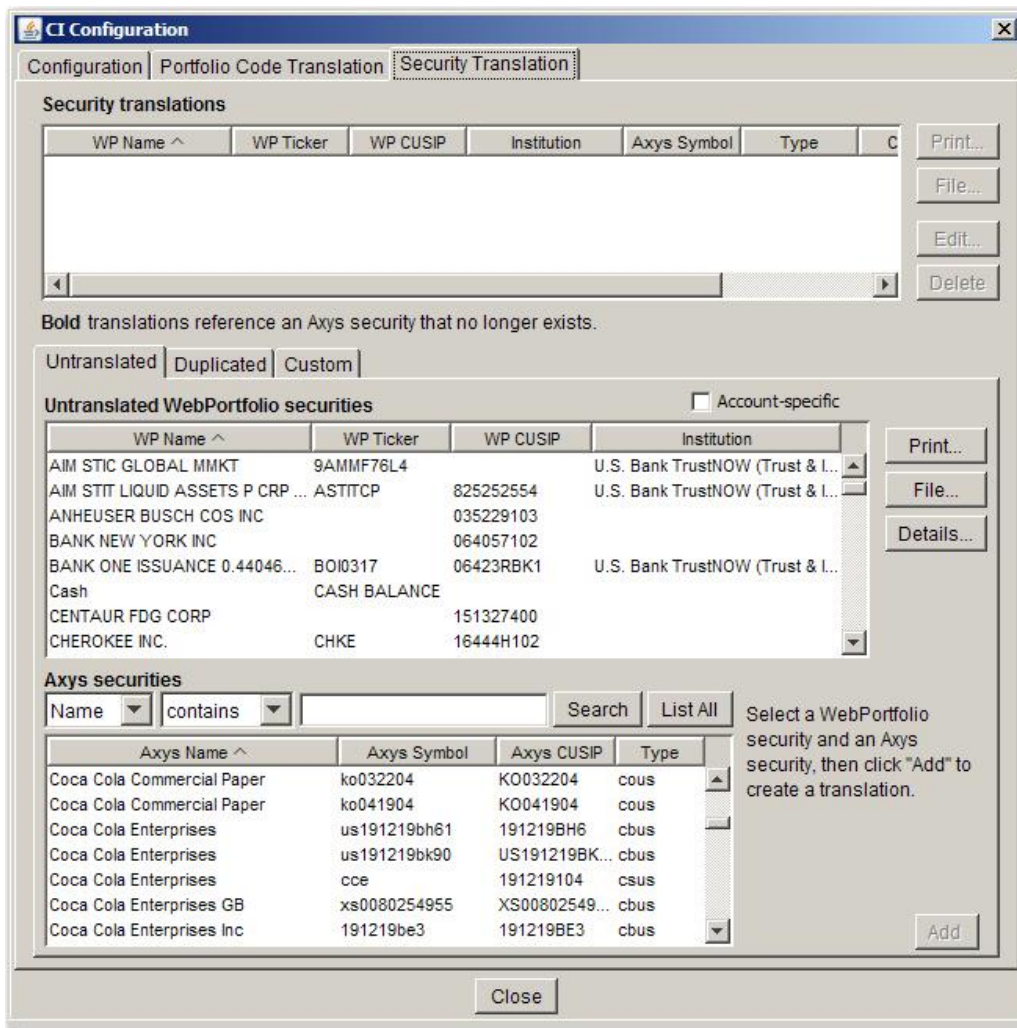 CI Configuration
Configuration Portfolio Code Translation Security Translation
Security translations
WP Name WP Ticker WP CUSIP Institution Axys Symbol Type C
Print...
File...
Edit...
Delete
Bold translations reference an Axys security that no longer exists.
Untranslated Duplicated Custom
Untranslated WebPortfolio securities Account-specific
WP Name WP Ticker WP CUSIP Institution
AIM STIC GLOBAL MMKT 9AMMF76L4 U.S. Bank TrustNOW (Trust & I...
AIM STIT LIQUID ASSETS P CRP ... ASTITCP 825252554 U.S. Bank TrustNOW (Trust & I...
ANHEUSER BUSCH COS INC 035229103
BANK NEW YORK INC 064057102
BANK ONE ISSUANCE 0.44046... BOI0317 06423RBK1 U.S. Bank TrustNOW (Trust & I...
Cash CASH BALANCE
CENTAUR FDG CORP 151327400
CHEROKEE INC. CHKE 16444H102
Print...
File...
Details...
Axys securities
Name contains Search List All
Axys Name Axys Symbol Axys CUSIP Type
Coca Cola Commercial Paper ko032204 KO032204 cous
Coca Cola Commercial Paper ko041904 KO041904 cous
Coca Cola Enterprises us191219bh61 191219BH6 cbus
Coca Cola Enterprises us191219bk90 US191219BK... cbus
Coca Cola Enterprises cce 191219104 csus
Coca Cola Enterprises GB xs0080254955 XS00802549... cbus
Coca Cola Enterprises Inc 191219be3 191219BE3 cbus
Select a WebPortfolio
security and an Axys
security, then click "Add" to
create a translation.
Add
Close